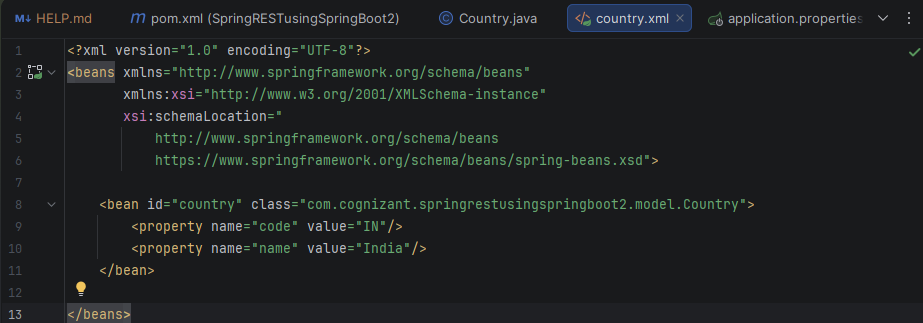 HELP.md pom.xml (SpringRESTusingSpringBoot2) Country.java country.xml application.properties
1 <?xml version="1.0" encoding="UTF-8"?>
2 <beans xmlns="http://www.springframework.org/schema/beans"
3 xmlns:xsi="http://www.w3.org/2001/XMLSchema-instance"
4 xsi:schemaLocation="
5 http://www.springframework.org/schema/beans
6 https://www.springframework.org/schema/beans/spring-beans.xsd">
7
8 <bean id="country" class="com.cognizant.springrestusingspringboot2.model.Country">
9 <property name="code" value="IN"/>
10 <property name="name" value="India"/>
11 </bean>
12
13 </beans>